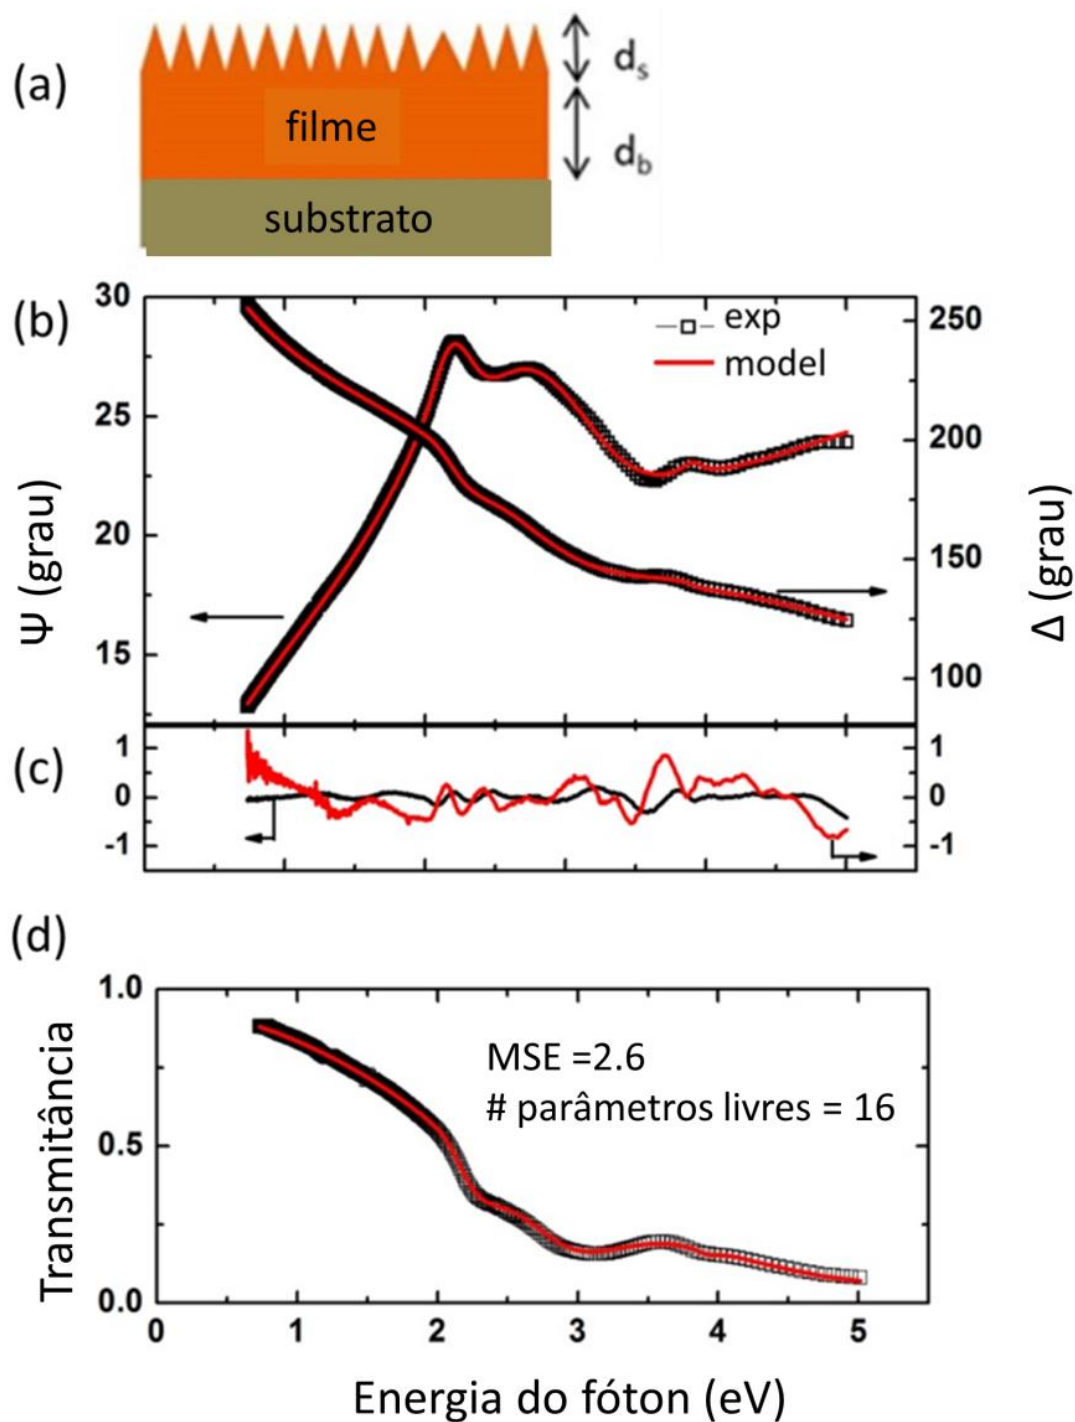 (a)
d_s
filme
d_b
substrato
(b)
30
25
20
15
Ψ (grau)
exp
model
250
200
150
100
Δ (grau)
(c)
1
0
-1
1
0
-1
(d)
1.0
0.5
0.0
Transmitância
MSE =2.6
# parâmetros livres = 16
0 1 2 3 4 5
Energia do fóton (eV)